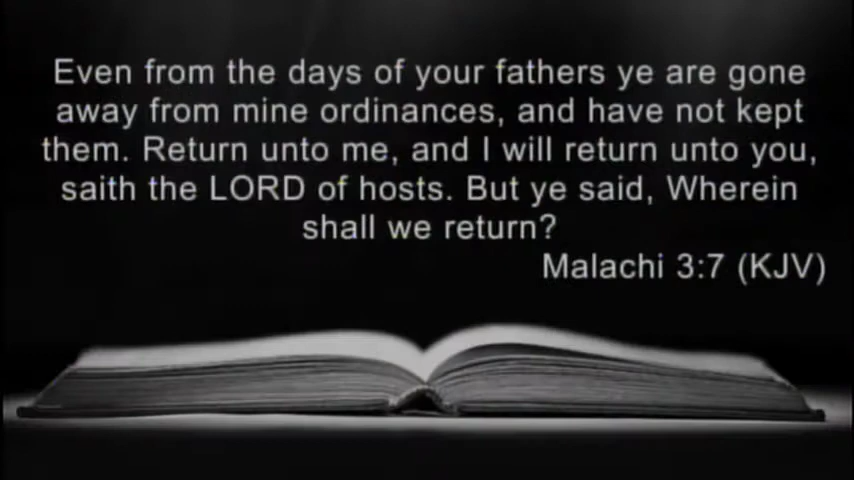 Even from the days of your fathers ye are gone
away from mine ordinances, and have not kept
them. Return unto me, and I will return unto you,
saith the LORD of hosts. But ye said, Wherein
shall we return?
Malachi 3:7 (KJV)